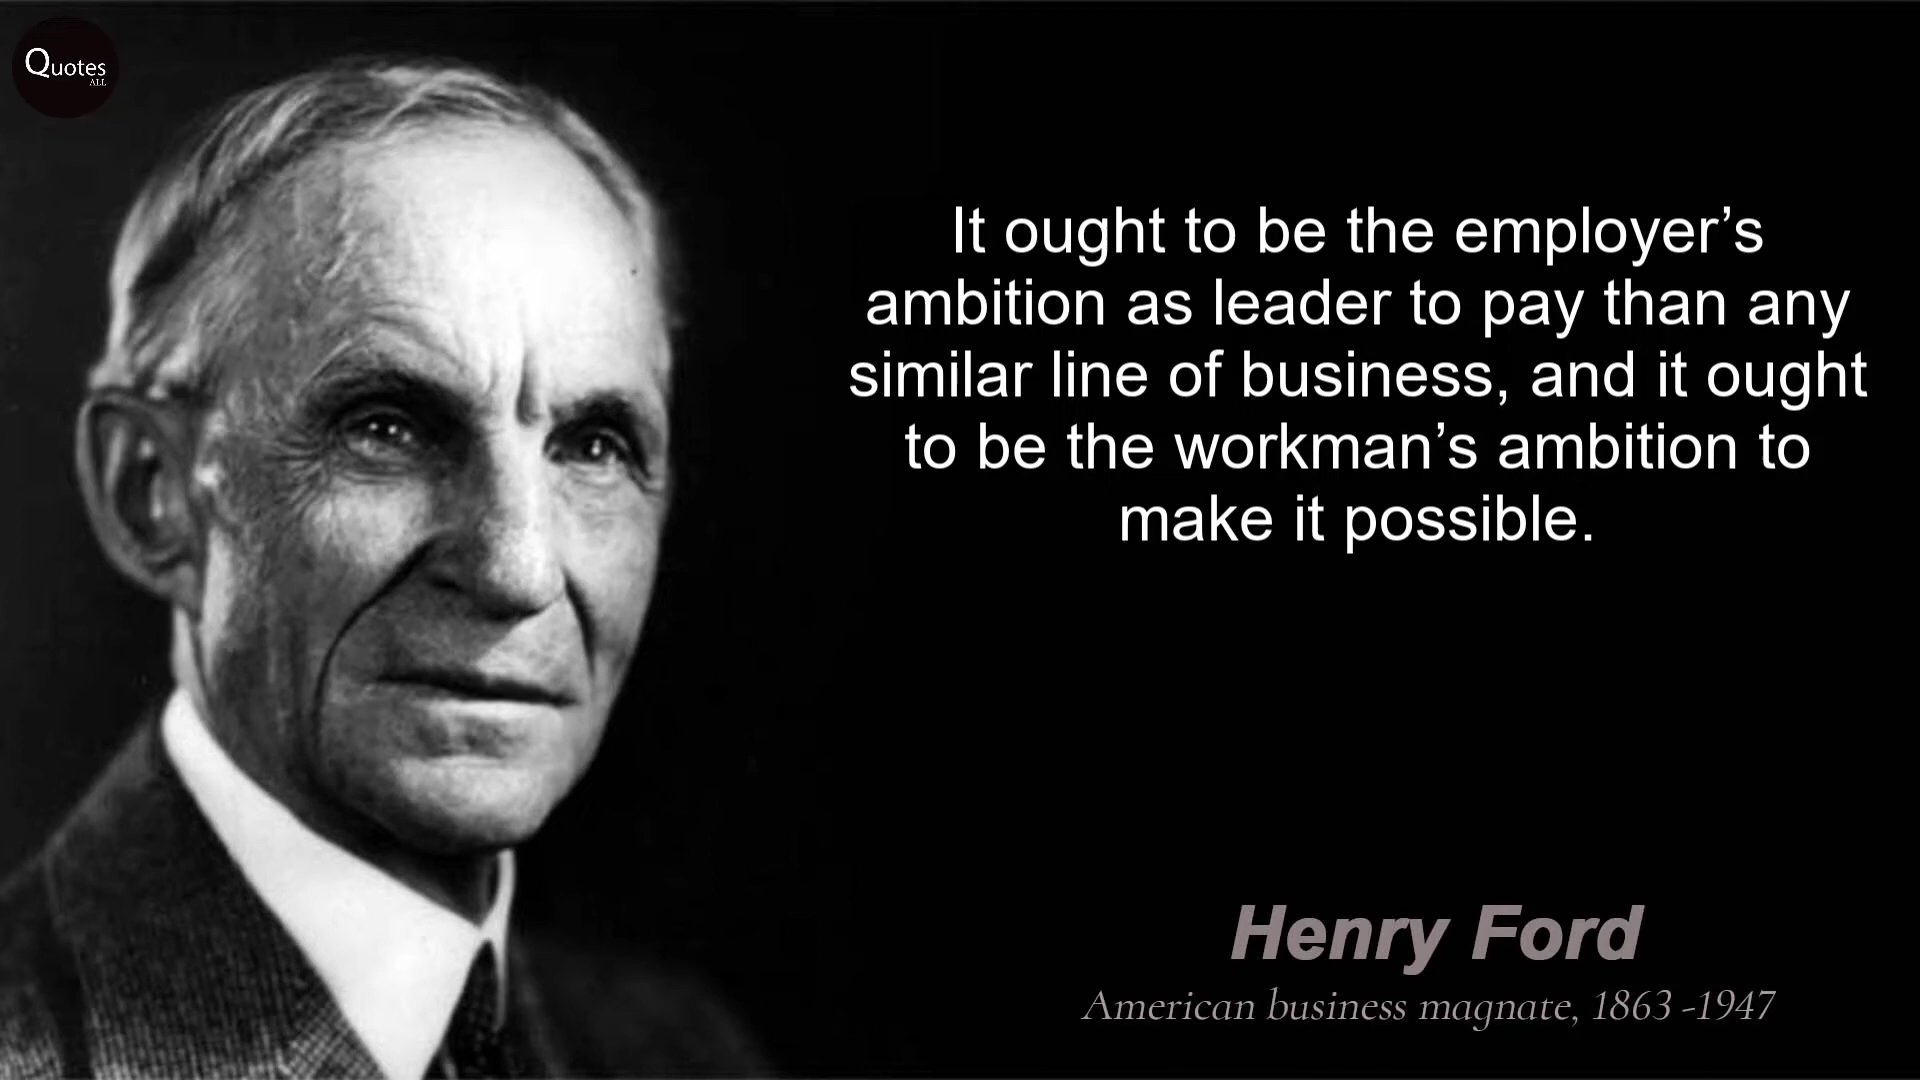 Quotes
ALL
It ought to be the employer’s
ambition as leader to pay than any
similar line of business, and it ought
to be the workman’s ambition to
make it possible.
Henry Ford
American business magnate, 1863 -1947